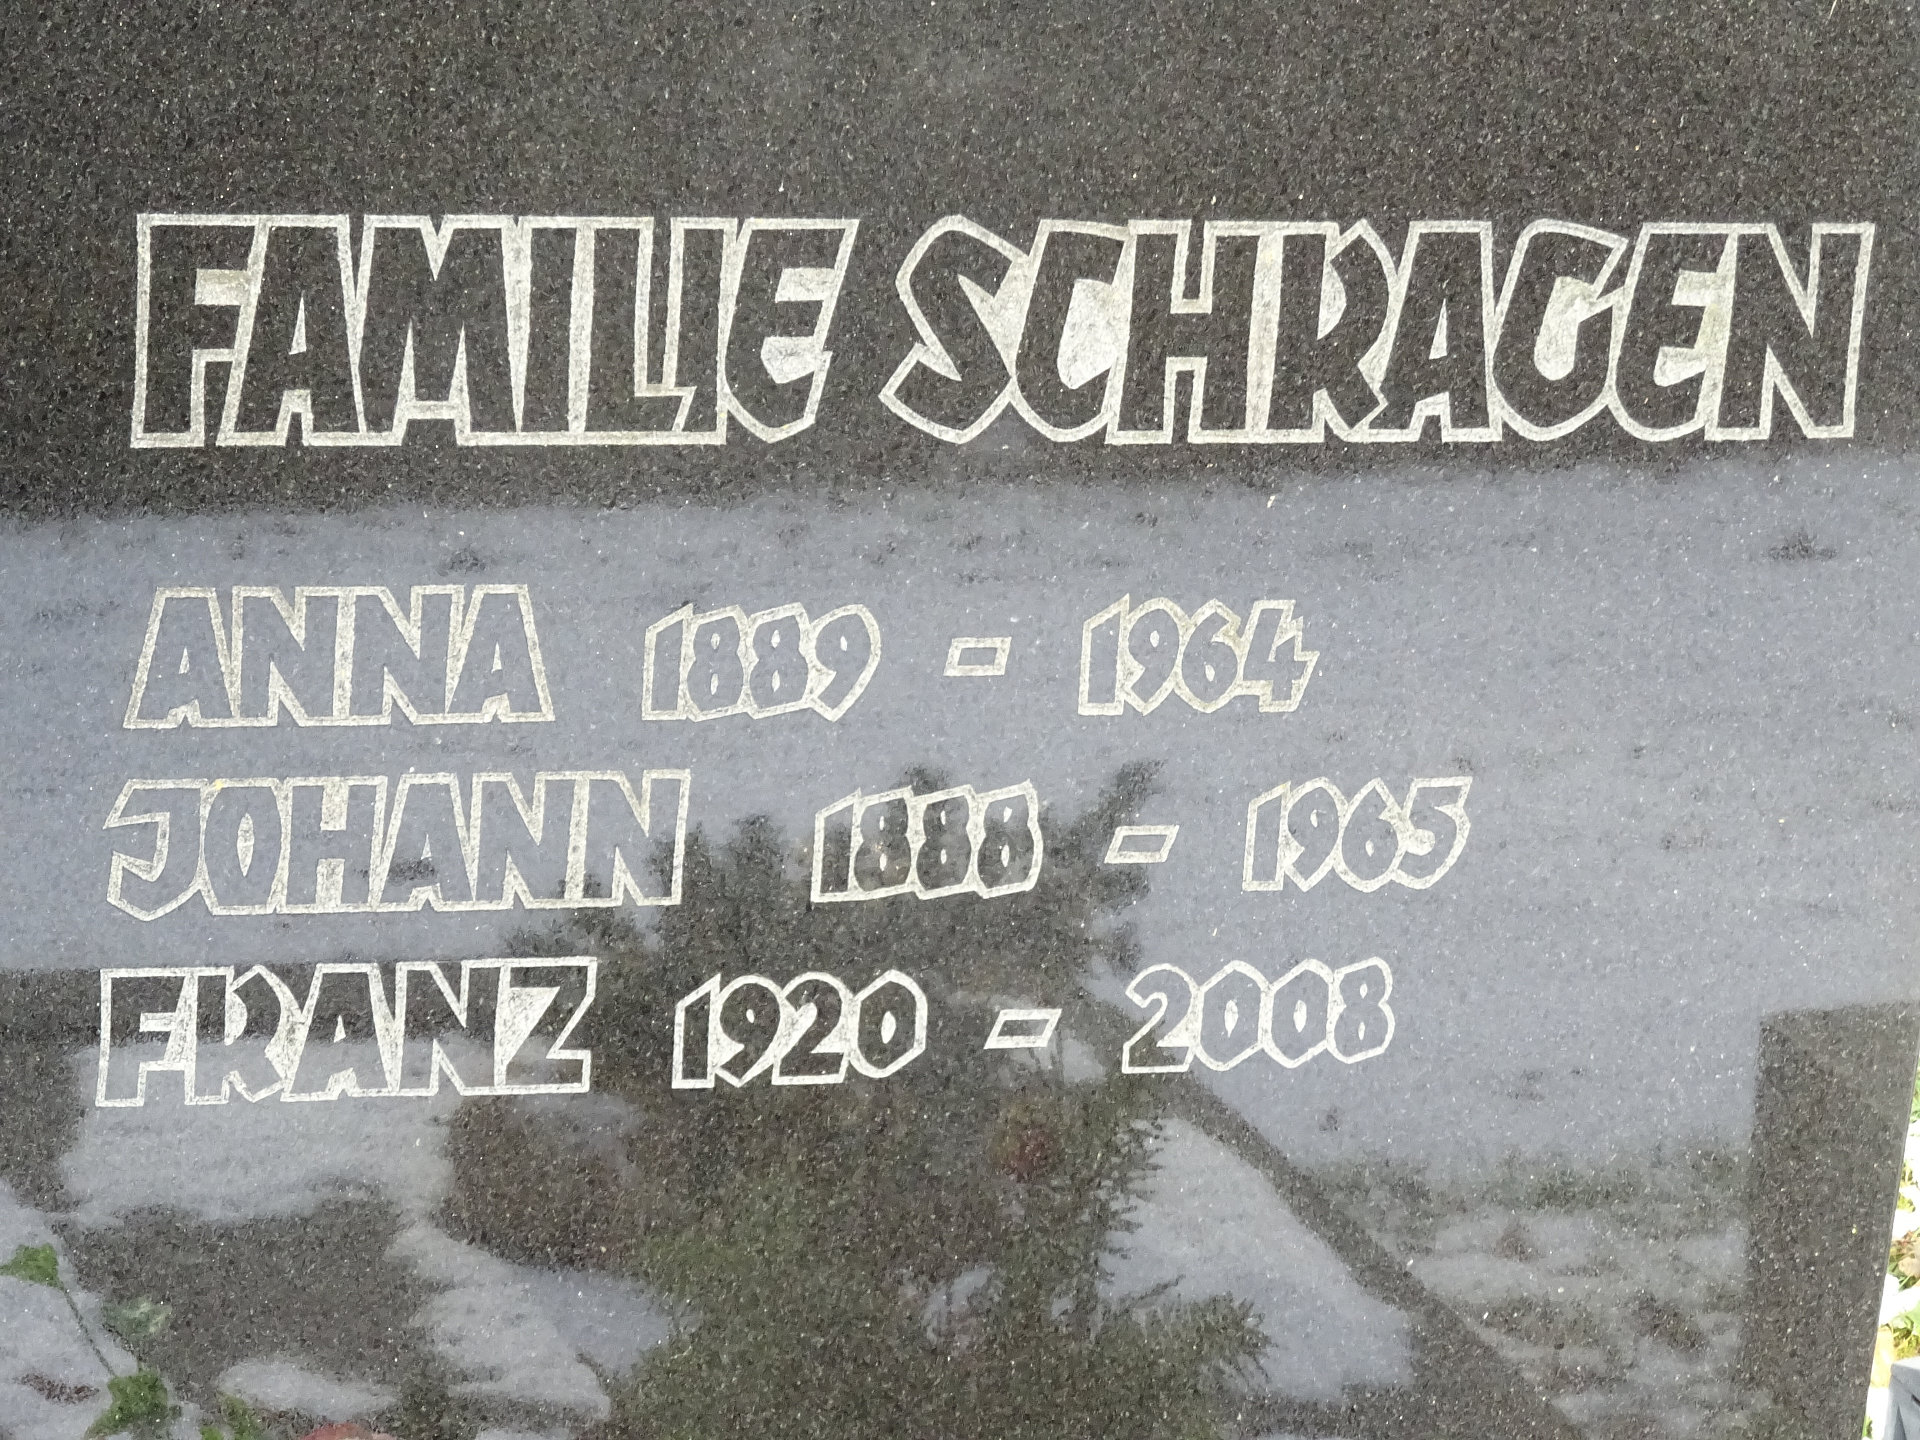 FAMILIE SCHRAGEN
ANNA 1889 - 1964
JOHANN 1888 - 1965
FRANZ 1920 - 2008